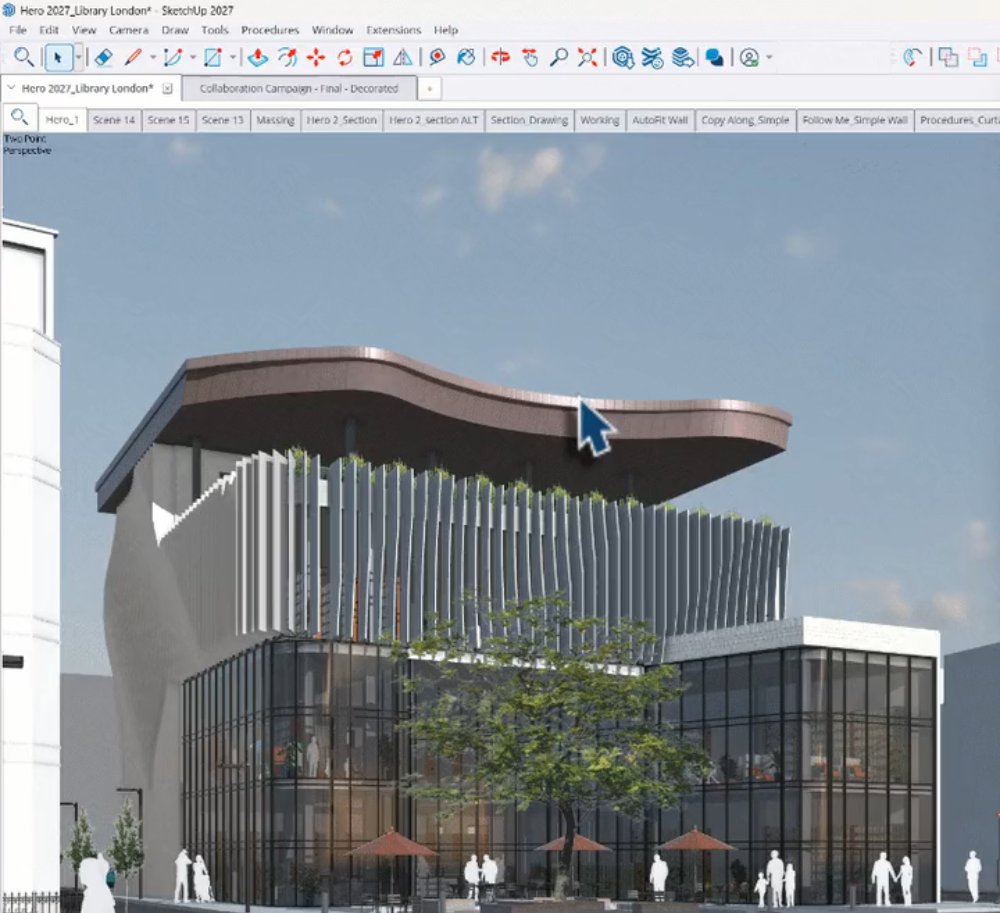 Hero 2027_Library London* - SketchUp 2027
File Edit View Camera Draw Tools Procedures Window Extensions Help
Hero 2027_Library London* Collaboration Campaign - Final - Decorated +
Hero_1 Scene 14 Scene 15 Scene 13 Massing Hero 2_Section Hero 2_section ALT Section_Drawing Working AutoFit Wall Copy Along_Simple Follow Me_Simple Wall Procedures_Curta
Two Point
Perspective